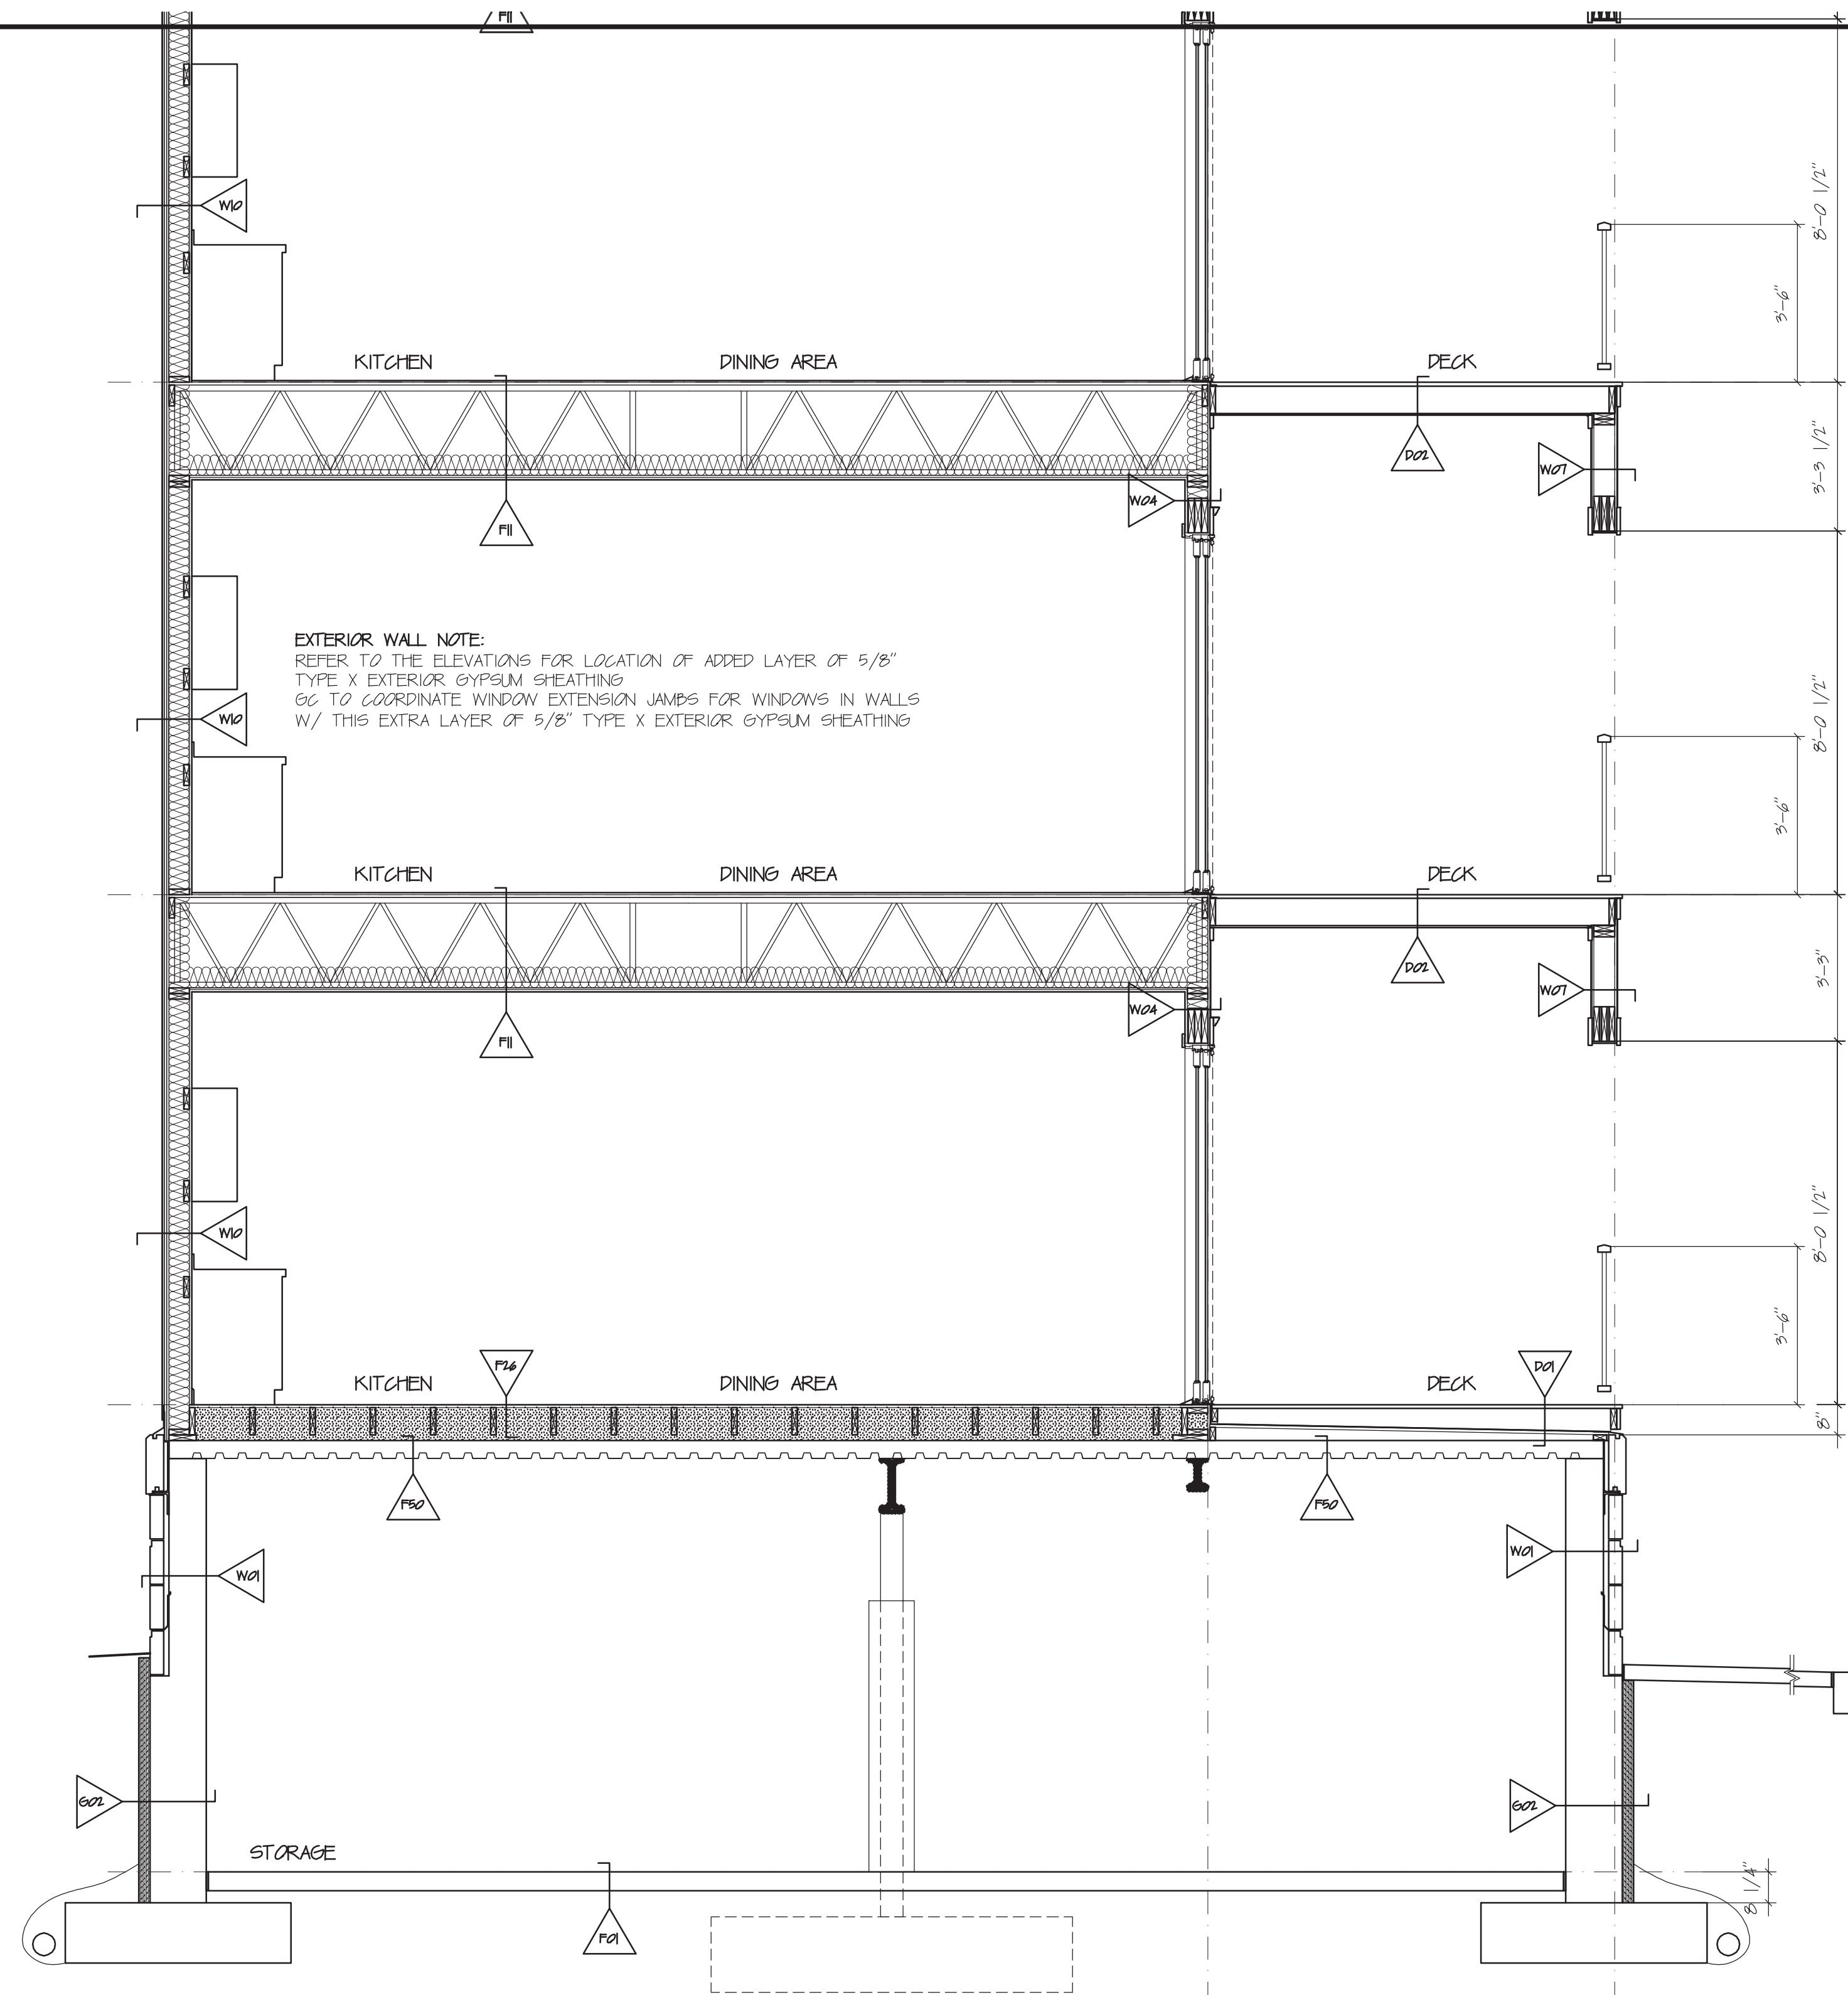 F11
W10
8'-0 1/2"
3'-6"
KITCHEN DINING AREA DECK
D02
W07
3'-3 1/2"
W04
F11
EXTERIOR WALL NOTE:
REFER TO THE ELEVATIONS FOR LOCATION OF ADDED LAYER OF 5/8"
TYPE X EXTERIOR GYPSUM SHEATHING
GC TO COORDINATE WINDOW EXTENSION JAMBS FOR WINDOWS IN WALLS
W/ THIS EXTRA LAYER OF 5/8" TYPE X EXTERIOR GYPSUM SHEATHING
W10
8'-0 1/2"
3'-6"
KITCHEN DINING AREA DECK
D02
W07
3'-3"
W04
F11
W10
8'-0 1/2"
3'-6"
F26
D01
KITCHEN DINING AREA DECK
8"
F50
F50
W01
W01
G02
G02
STORAGE
8 1/4"
F01